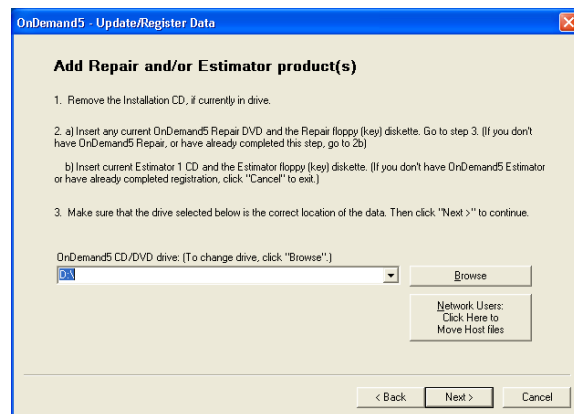 OnDemand5 - Update/Register Data
Add Repair and/or Estimator product(s)
1. Remove the Installation CD, if currently in drive.
2. a) Insert any current OnDemand5 Repair DVD and the Repair floppy (key) diskette. Go to step 3. (If you don't
have OnDemand5 Repair, or have already completed this step, go to 2b)
b) Insert current Estimator 1 CD and the Estimator floppy (key) diskette. (If you don't have OnDemand5 Estimator
or have already completed registration, click "Cancel" to exit.)
3. Make sure that the drive selected below is the correct location of the data. Then click "Next >" to continue.
OnDemand5 CD/DVD drive: (To change drive, click "Browse".)
D:\
Browse
Network Users:
Click Here to
Move Host files
< Back
Next >
Cancel